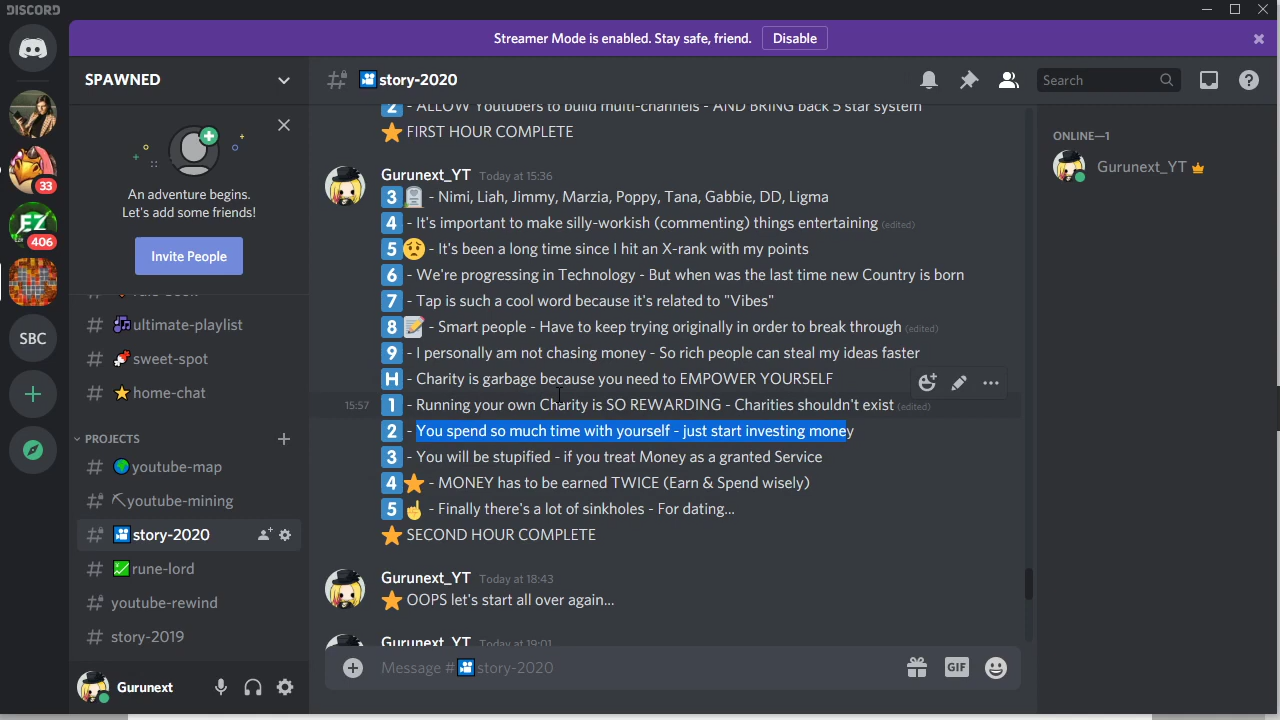 DISCORD
Streamer Mode is enabled. Stay safe, friend. Disable
SPAWNED
story-2020
Search
An adventure begins.
Let's add some friends!
Invite People
33
406
SBC
ultimate-playlist
sweet-spot
home-chat
PROJECTS
youtube-map
youtube-mining
story-2020
rune-lord
youtube-rewind
story-2019
Gurunext
2 - ALLOW Youtubers to build multi-channels - AND BRING back 5 star system
FIRST HOUR COMPLETE
Gurunext_YT Today at 15:36
3 - Nimi, Liah, Jimmy, Marzia, Poppy, Tana, Gabbie, DD, Ligma
4 - It's important to make silly-workish (commenting) things entertaining (edited)
5 - It's been a long time since I hit an X-rank with my points
6 - We're progressing in Technology - But when was the last time new Country is born
7 - Tap is such a cool word because it's related to "Vibes"
8 - Smart people - Have to keep trying originally in order to break through (edited)
9 - I personally am not chasing money - So rich people can steal my ideas faster
H - Charity is garbage because you need to EMPOWER YOURSELF
15:57 1 - Running your own Charity is SO REWARDING - Charities shouldn't exist (edited)
2 - You spend so much time with yourself - just start investing money
3 - You will be stupified - if you treat Money as a granted Service
4 - MONEY has to be earned TWICE (Earn & Spend wisely)
5 - Finally there's a lot of sinkholes - For dating...
SECOND HOUR COMPLETE
Gurunext_YT Today at 18:43
OOPS let's start all over again...
Gurunext_YT Today at 19:01
Message # story-2020
GIF
ONLINE—1
Gurunext_YT